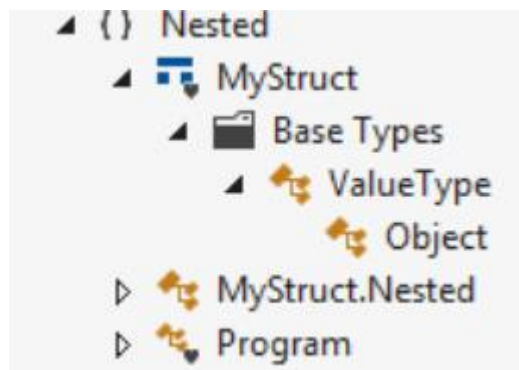 { } Nested
MyStruct
Base Types
ValueType
Object
MyStruct.Nested
Program